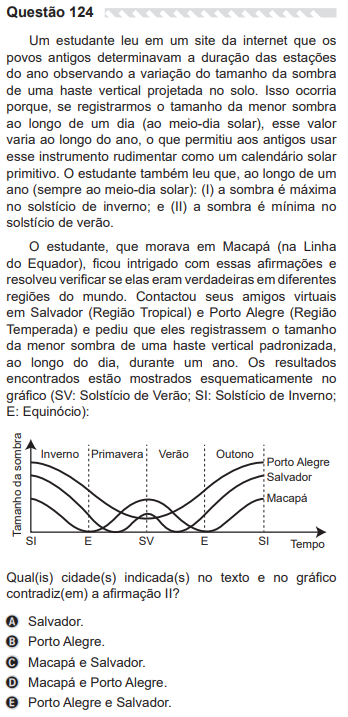 Questão 124
Um estudante leu em um site da internet que os
povos antigos determinavam a duração das estações
do ano observando a variação do tamanho da sombra
de uma haste vertical projetada no solo. Isso ocorria
porque, se registrarmos o tamanho da menor sombra
ao longo de um dia (ao meio-dia solar), esse valor
varia ao longo do ano, o que permitiu aos antigos usar
esse instrumento rudimentar como um calendário solar
primitivo. O estudante também leu que, ao longo de um
ano (sempre ao meio-dia solar): (I) a sombra é máxima
no solstício de inverno; e (II) a sombra é mínima no
solstício de verão.
O estudante, que morava em Macapá (na Linha
do Equador), ficou intrigado com essas afirmações e
resolveu verificar se elas eram verdadeiras em diferentes
regiões do mundo. Contactou seus amigos virtuais
em Salvador (Região Tropical) e Porto Alegre (Região
Temperada) e pediu que eles registrassem o tamanho
da menor sombra de uma haste vertical padronizada,
ao longo do dia, durante um ano. Os resultados
encontrados estão mostrados esquematicamente no
gráfico (SV: Solstício de Verão; SI: Solstício de Inverno;
E: Equinócio):
Tamanho da sombra
Inverno Primavera Verão Outono
Porto Alegre
Salvador
Macapá
SI E SV E SI Tempo
Qual(is) cidade(s) indicada(s) no texto e no gráfico
contradiz(em) a afirmação II?
A Salvador.
B Porto Alegre.
C Macapá e Salvador.
D Macapá e Porto Alegre.
E Porto Alegre e Salvador.